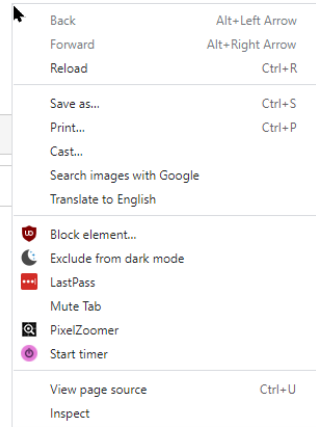 Back Alt+Left Arrow
Forward Alt+Right Arrow
Reload Ctrl+R
Save as... Ctrl+S
Print... Ctrl+P
Cast...
Search images with Google
Translate to English
Block element...
Exclude from dark mode
LastPass
Mute Tab
PixelZoomer
Start timer
View page source Ctrl+U
Inspect